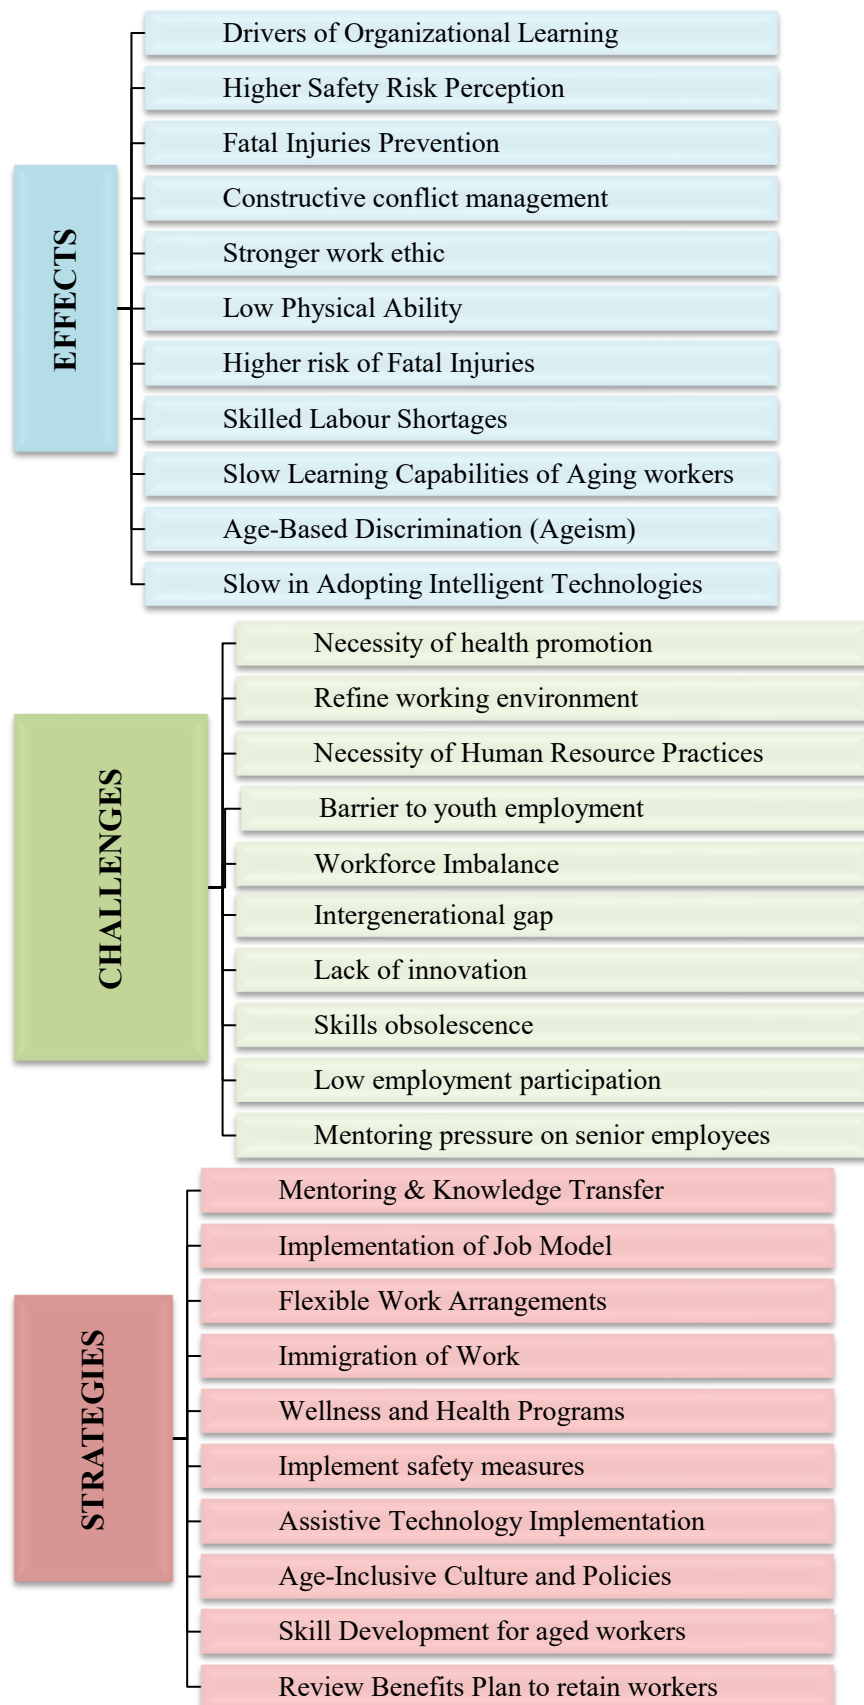 EFFECTS
Drivers of Organizational Learning
Higher Safety Risk Perception
Fatal Injuries Prevention
Constructive conflict management
Stronger work ethic
Low Physical Ability
Higher risk of Fatal Injuries
Skilled Labour Shortages
Slow Learning Capabilities of Aging workers
Age-Based Discrimination (Ageism)
Slow in Adopting Intelligent Technologies
CHALLENGES
Necessity of health promotion
Refine working environment
Necessity of Human Resource Practices
Barrier to youth employment
Workforce Imbalance
Intergenerational gap
Lack of innovation
Skills obsolescence
Low employment participation
Mentoring pressure on senior employees
STRATEGIES
Mentoring & Knowledge Transfer
Implementation of Job Model
Flexible Work Arrangements
Immigration of Work
Wellness and Health Programs
Implement safety measures
Assistive Technology Implementation
Age-Inclusive Culture and Policies
Skill Development for aged workers
Review Benefits Plan to retain workers